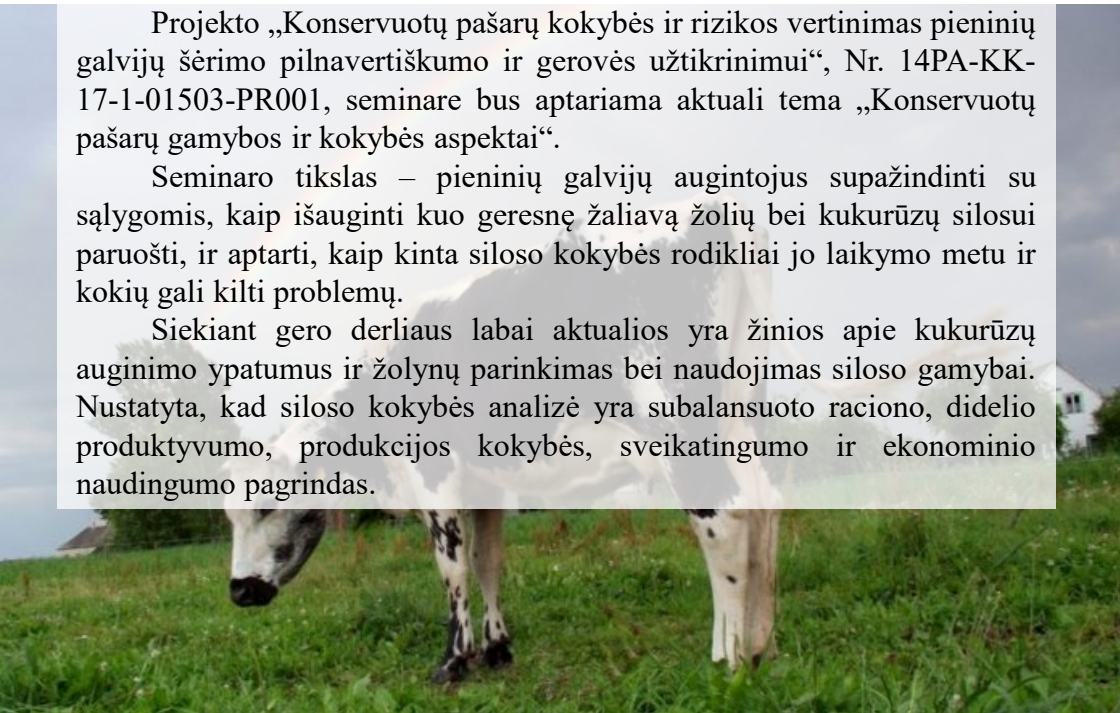 Projekto „Konservuotų pašarų kokybės ir rizikos vertinimas pieninių
galvijų šėrimo pilnavertiškumo ir gerovės užtikrinimui“, Nr. 14PA-KK-
17-1-01503-PR001, seminare bus aptariama aktuali tema „Konservuotų
pašarų gamybos ir kokybės aspektai“.
Seminaro tikslas – pieninių galvijų augintojus supažindinti su
sąlygomis, kaip išauginti kuo geresnę žaliavą žolių bei kukurūzų silosui
paruošti, ir aptarti, kaip kinta siloso kokybės rodikliai jo laikymo metu ir
kokių gali kilti problemų.
Siekiant gero derliaus labai aktualios yra žinios apie kukurūzų
auginimo ypatumus ir žolynų parinkimas bei naudojimas siloso gamybai.
Nustatyta, kad siloso kokybės analizė yra subalansuoto raciono, didelio
produktyvumo, produkcijos kokybės, sveikatingumo ir ekonominio
naudingumo pagrindas.